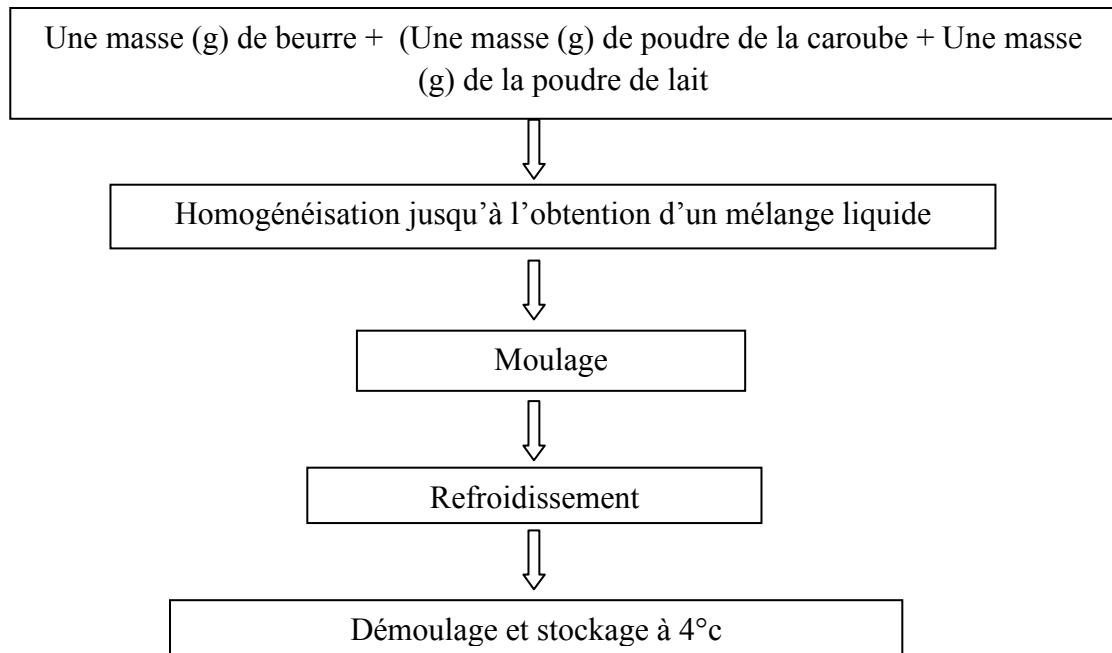 Une masse (g) de beurre + (Une masse (g) de poudre de la caroube + Une masse
(g) de la poudre de lait
Homogénéisation jusqu’à l’obtention d’un mélange liquide
Moulage
Refroidissement
Démoulage et stockage à 4°c